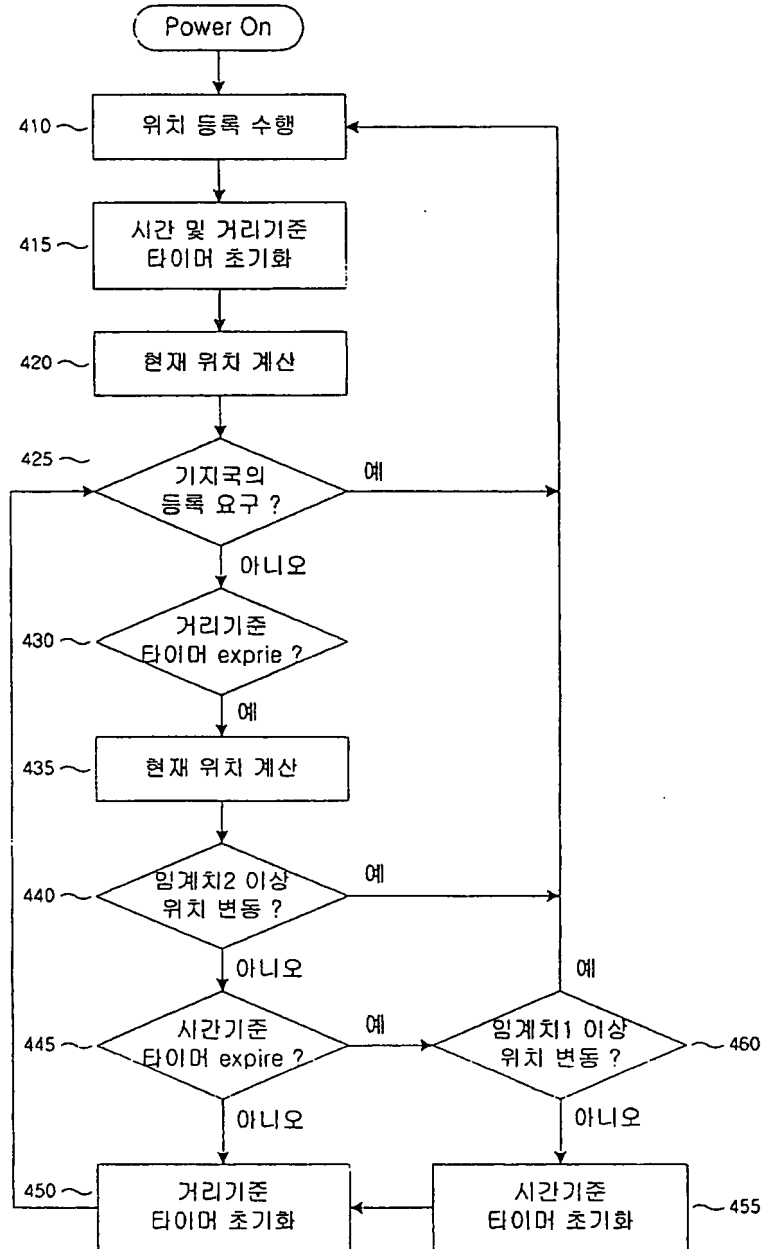 Power On
410
위치 등록 수행
415
시간 및 거리기준
타이머 초기화
420
현재 위치 계산
425
기지국의
등록 요구 ?
예
아니오
430
거리기준
타이머 exprie ?
예
435
현재 위치 계산
440
임계치2 이상
위치 변동 ?
예
아니오
예
445
시간기준
타이머 expire ?
예
임계치1 이상
위치 변동 ?
460
아니오
아니오
450
거리기준
타이머 초기화
시간기준
타이머 초기화
455